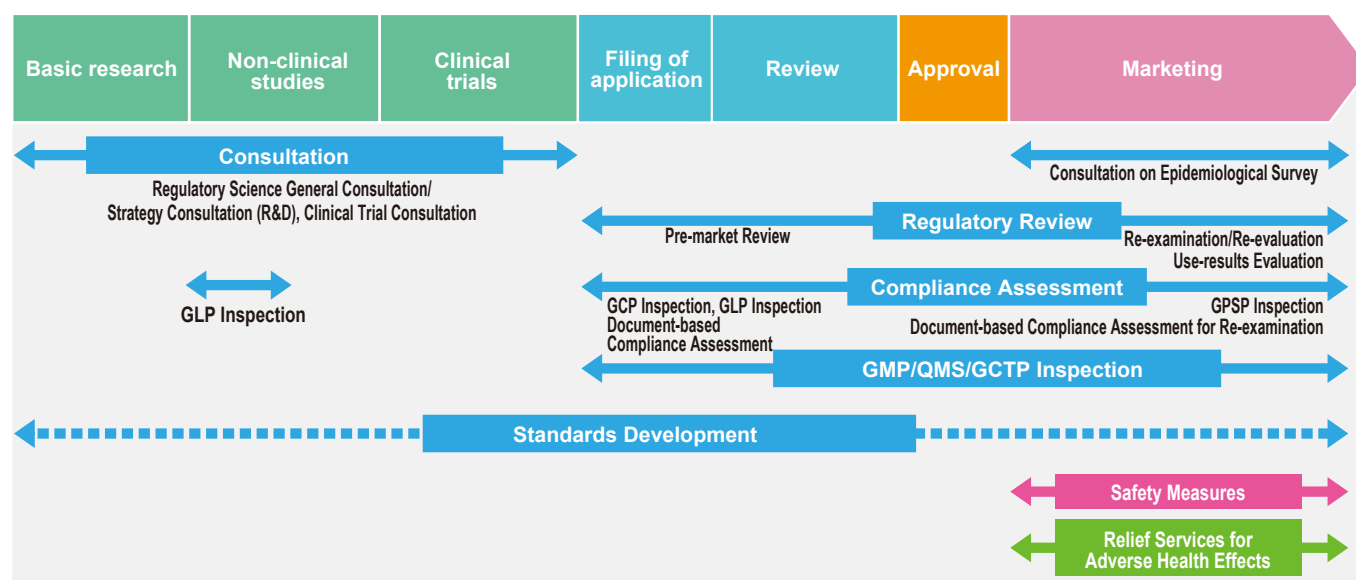 Basic research
Non-clinical
studies
Clinical
trials
Filing of
application
Review
Approval
Marketing
Consultation
Regulatory Science General Consultation/
Strategy Consultation (R&D), Clinical Trial Consultation
Consultation on Epidemiological Survey
Regulatory Review
Pre-market Review
Re-examination/Re-evaluation
Use-results Evaluation
GLP Inspection
Compliance Assessment
GCP Inspection, GLP Inspection
Document-based
Compliance Assessment
GPSP Inspection
Document-based Compliance Assessment for Re-examination
GMP/QMS/GCTP Inspection
Standards Development
Safety Measures
Relief Services for
Adverse Health Effects